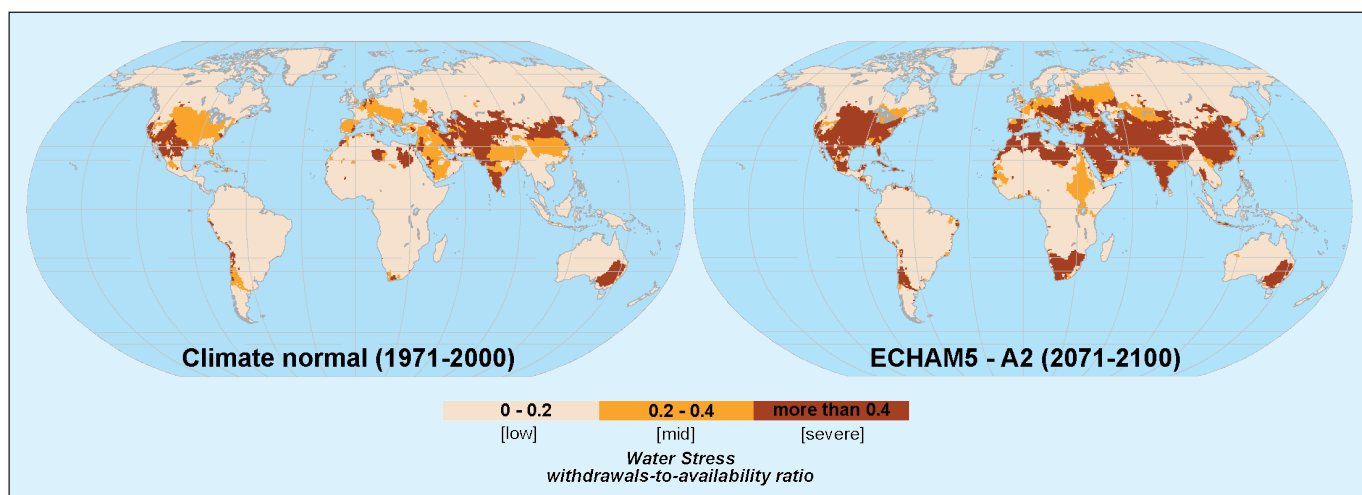 Climate normal (1971-2000)
ECHAM5 - A2 (2071-2100)
0 - 0.2
0.2 - 0.4
more than 0.4
[low]
[mid]
[severe]
Water Stress
withdrawals-to-availability ratio